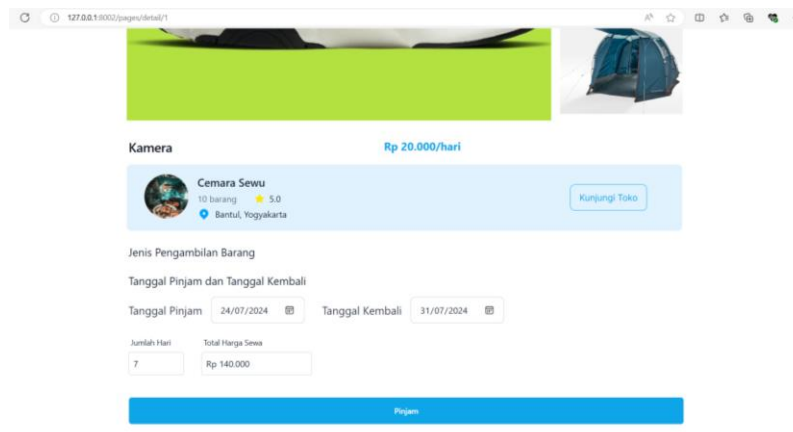 127.0.0.1:8002/pages/detail/1
Kamera
Rp 20.000/hari
Cemara Sewu
10 barang 5.0
Bantul, Yogyakarta
Kunjungi Toko
Jenis Pengambilan Barang
Tanggal Pinjam dan Tanggal Kembali
Tanggal Pinjam 24/07/2024 Tanggal Kembali 31/07/2024
Jumlah Hari Total Harga Sewa
7 Rp 140.000
Pinjam